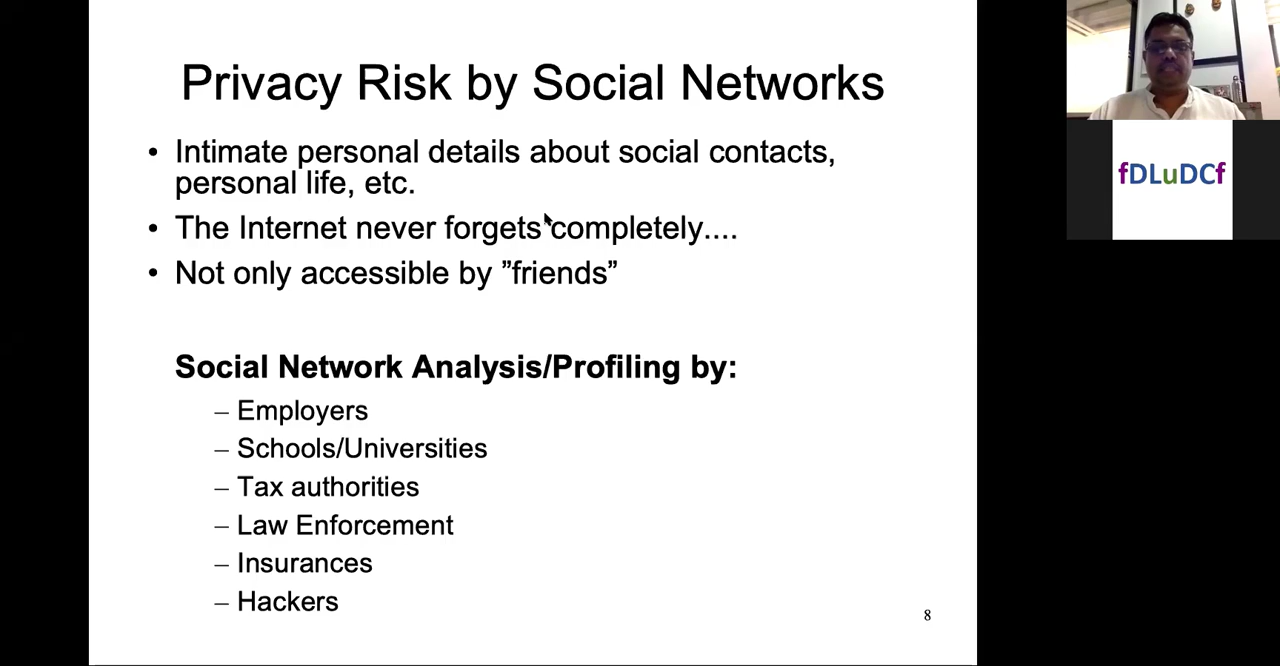 Privacy Risk by Social Networks
• Intimate personal details about social contacts,
personal life, etc.
• The Internet never forgets completely....
• Not only accessible by ”friends”
Social Network Analysis/Profiling by:
– Employers
– Schools/Universities
– Tax authorities
– Law Enforcement
– Insurances
– Hackers
8
fDLuDCf